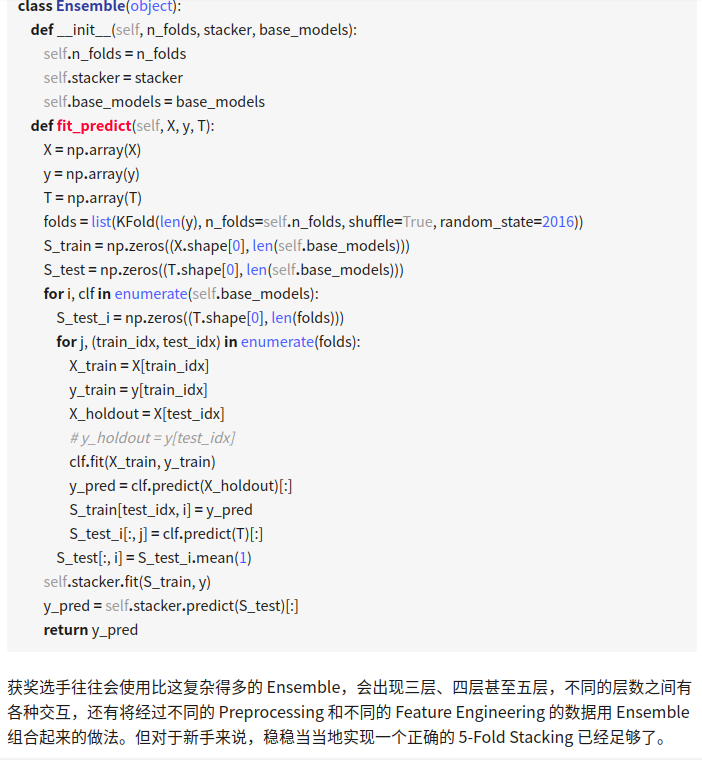 class Ensemble(object):
def __init__(self, n_folds, stacker, base_models):
self.n_folds = n_folds
self.stacker = stacker
self.base_models = base_models
def fit_predict(self, X, y, T):
X = np.array(X)
y = np.array(y)
T = np.array(T)
folds = list(KFold(len(y), n_folds=self.n_folds, shuffle=True, random_state=2016))
S_train = np.zeros((X.shape[0], len(self.base_models)))
S_test = np.zeros((T.shape[0], len(self.base_models)))
for i, clf in enumerate(self.base_models):
S_test_i = np.zeros((T.shape[0], len(folds)))
for j, (train_idx, test_idx) in enumerate(folds):
X_train = X[train_idx]
y_train = y[train_idx]
X_holdout = X[test_idx]
# y_holdout = y[test_idx]
clf.fit(X_train, y_train)
y_pred = clf.predict(X_holdout)[:]
S_train[test_idx, i] = y_pred
S_test_i[:, j] = clf.predict(T)[:]
S_test[:, i] = S_test_i.mean(1)
self.stacker.fit(S_train, y)
y_pred = self.stacker.predict(S_test)[:]
return y_pred
获奖选手往往会使用比这复杂得多的 Ensemble，会出现三层、四层甚至五层，不同的层数之间有
各种交互，还有将经过不同的 Preprocessing 和不同的 Feature Engineering 的数据用 Ensemble
组合起来的做法。但对于新手来说，稳稳当当地实现一个正确的 5-Fold Stacking 已经足够了。